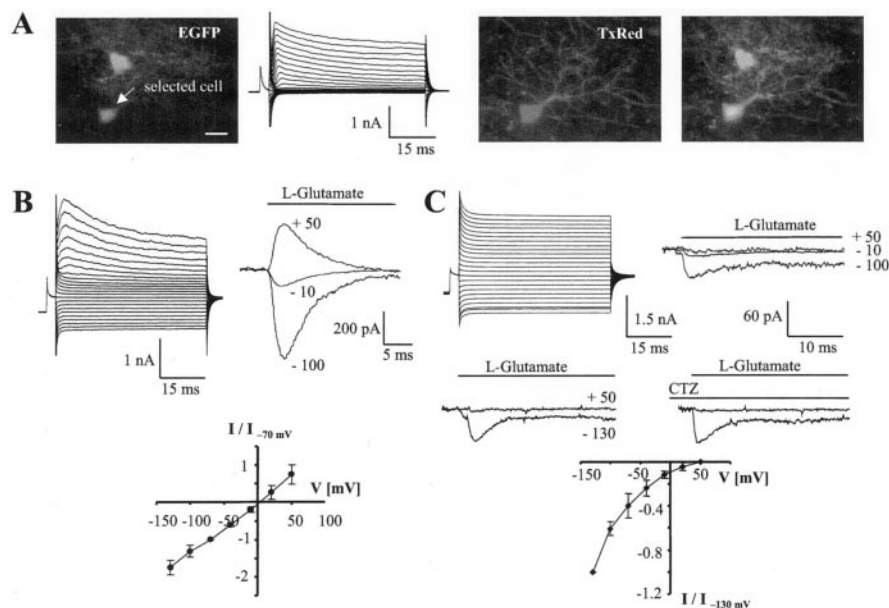 A
EGFP
selected cell
1 nA
15 ms
TxRed
B
1 nA
15 ms
L-Glutamate
+ 50
- 10
- 100
200 pA
5 ms
I / I −70 mV
1
V [mV]
-150 -100 -50 50 100
-1
-2
C
1.5 nA
15 ms
L-Glutamate
+ 50
- 10
- 100
60 pA
10 ms
L-Glutamate
+ 50
- 130
L-Glutamate
CTZ
-150 -50 50 V [mV]
-0.4
-0.8
-1.2
I / I −130 mV